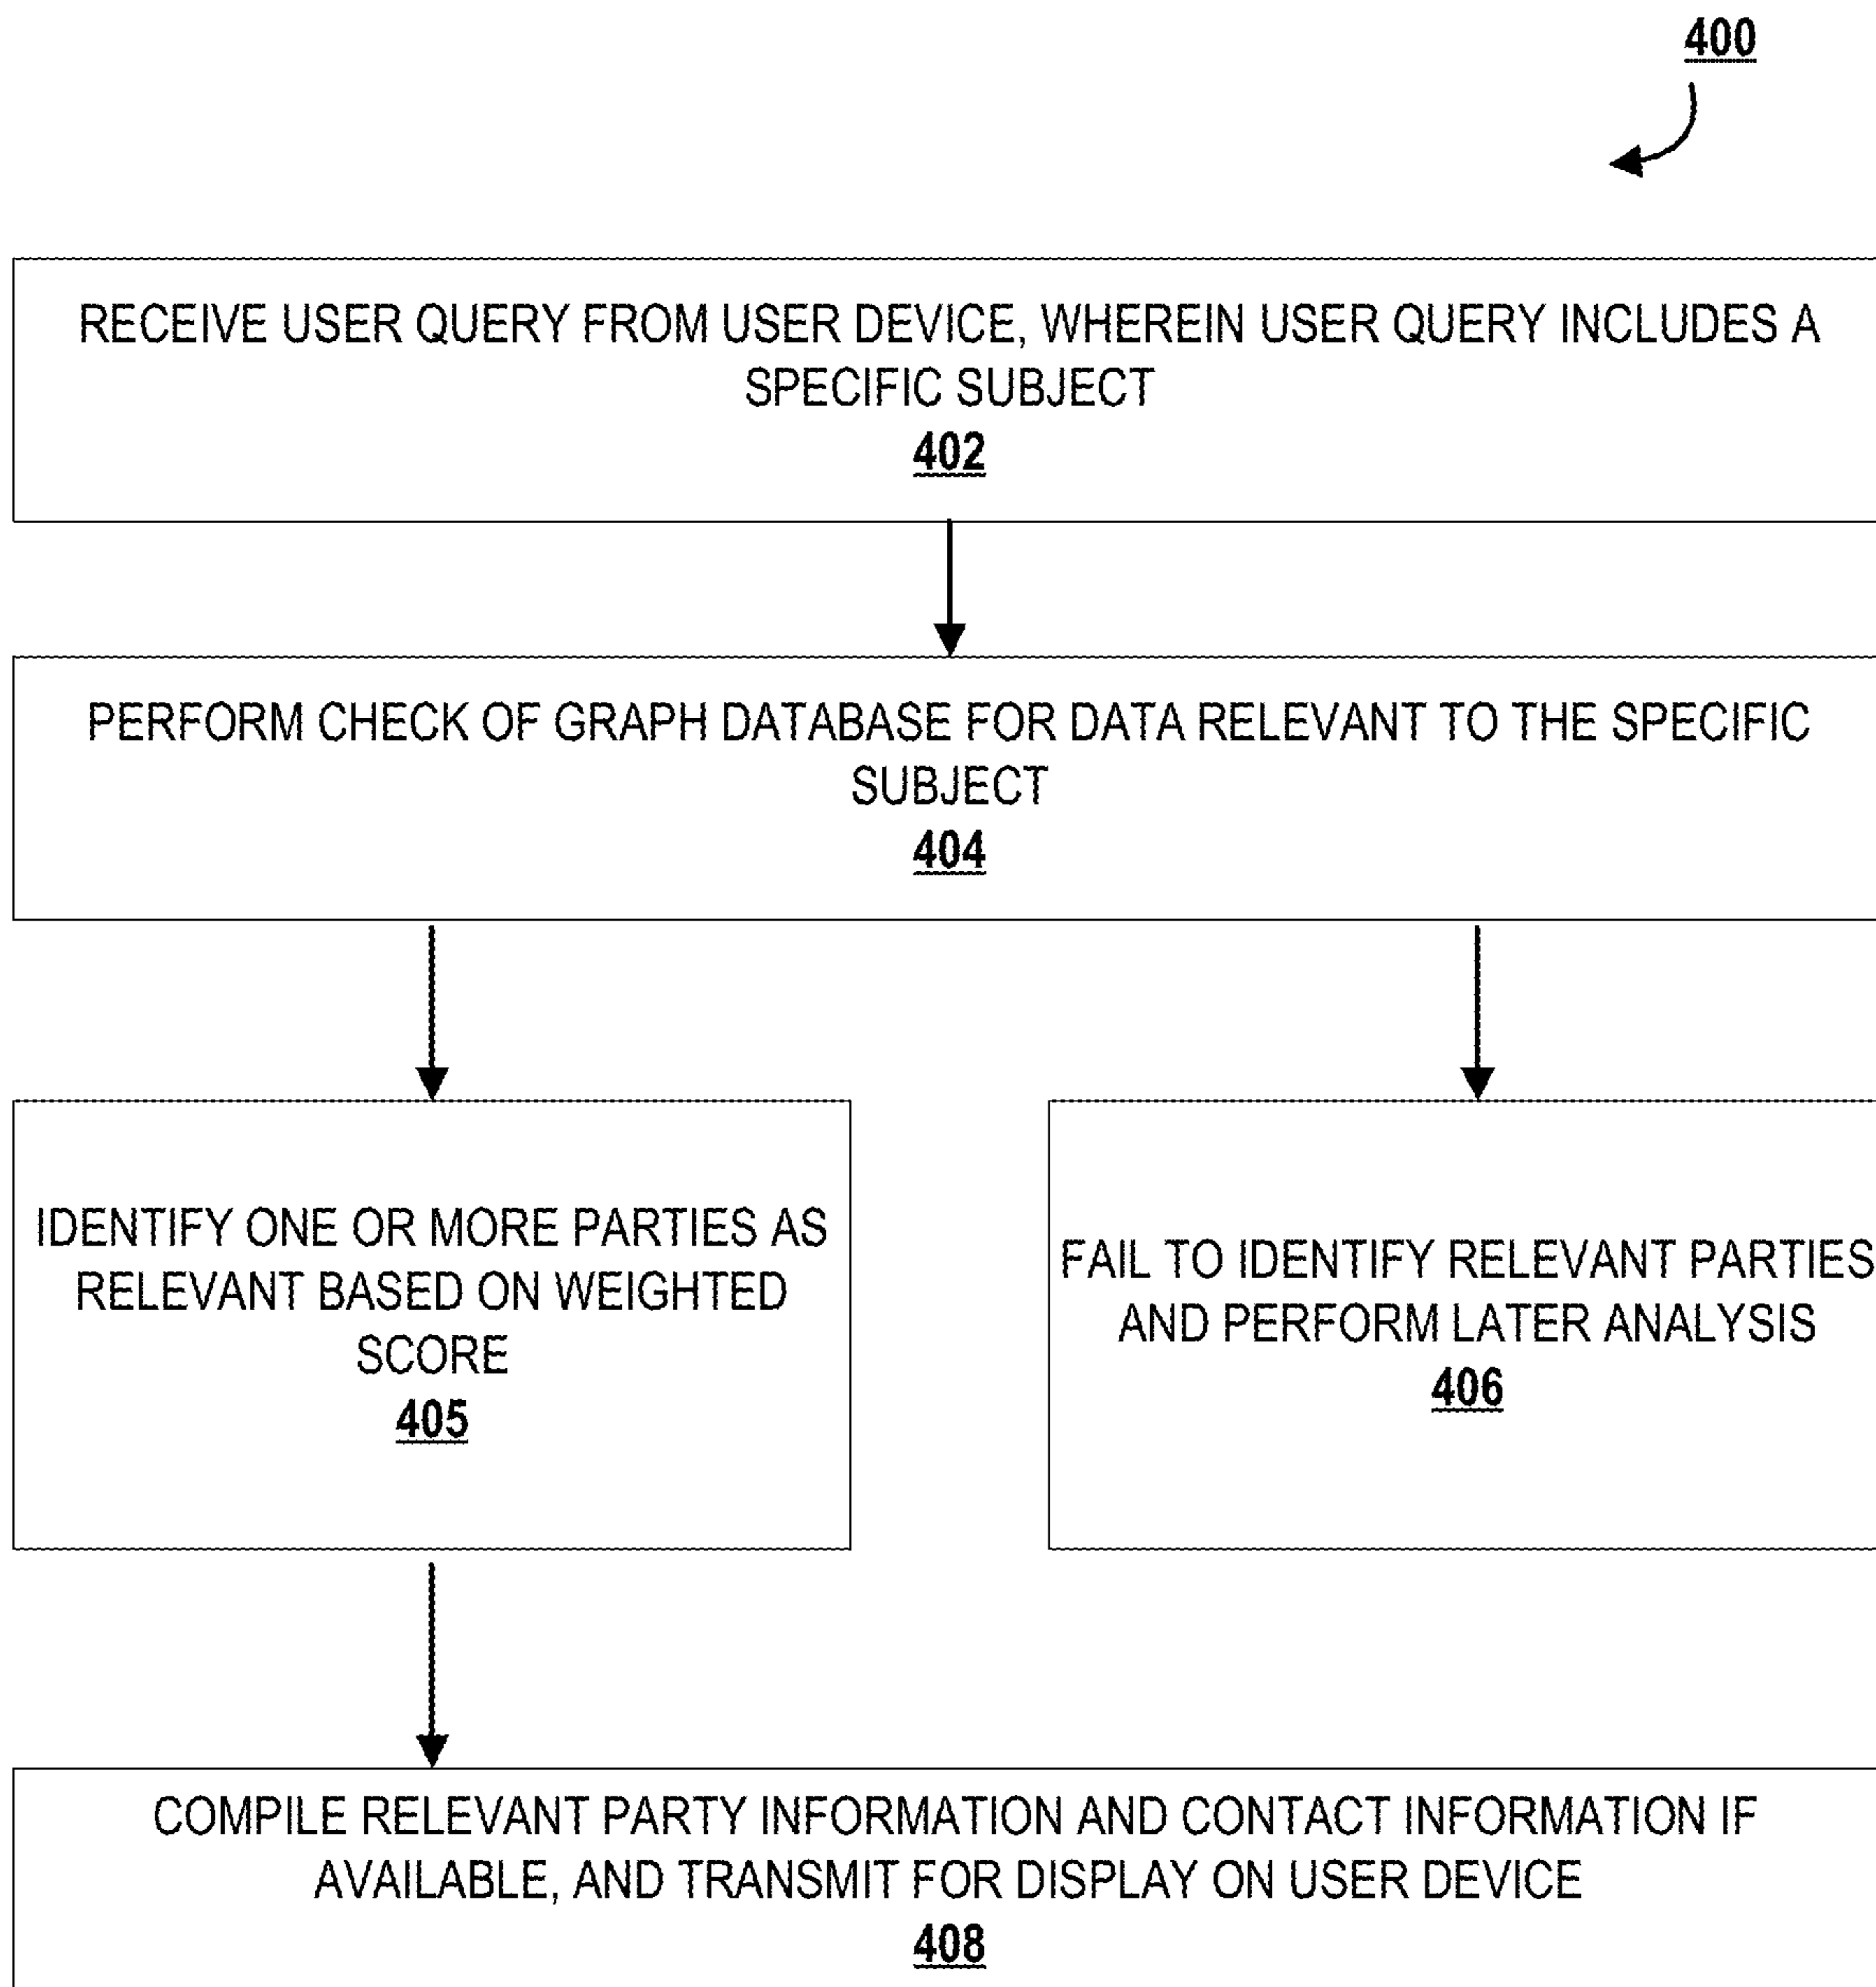 400
RECEIVE USER QUERY FROM USER DEVICE, WHEREIN USER QUERY INCLUDES A
SPECIFIC SUBJECT
402
PERFORM CHECK OF GRAPH DATABASE FOR DATA RELEVANT TO THE SPECIFIC
SUBJECT
404
IDENTIFY ONE OR MORE PARTIES AS
RELEVANT BASED ON WEIGHTED
SCORE
405
FAIL TO IDENTIFY RELEVANT PARTIES
AND PERFORM LATER ANALYSIS
406
COMPILE RELEVANT PARTY INFORMATION AND CONTACT INFORMATION IF
AVAILABLE, AND TRANSMIT FOR DISPLAY ON USER DEVICE
408